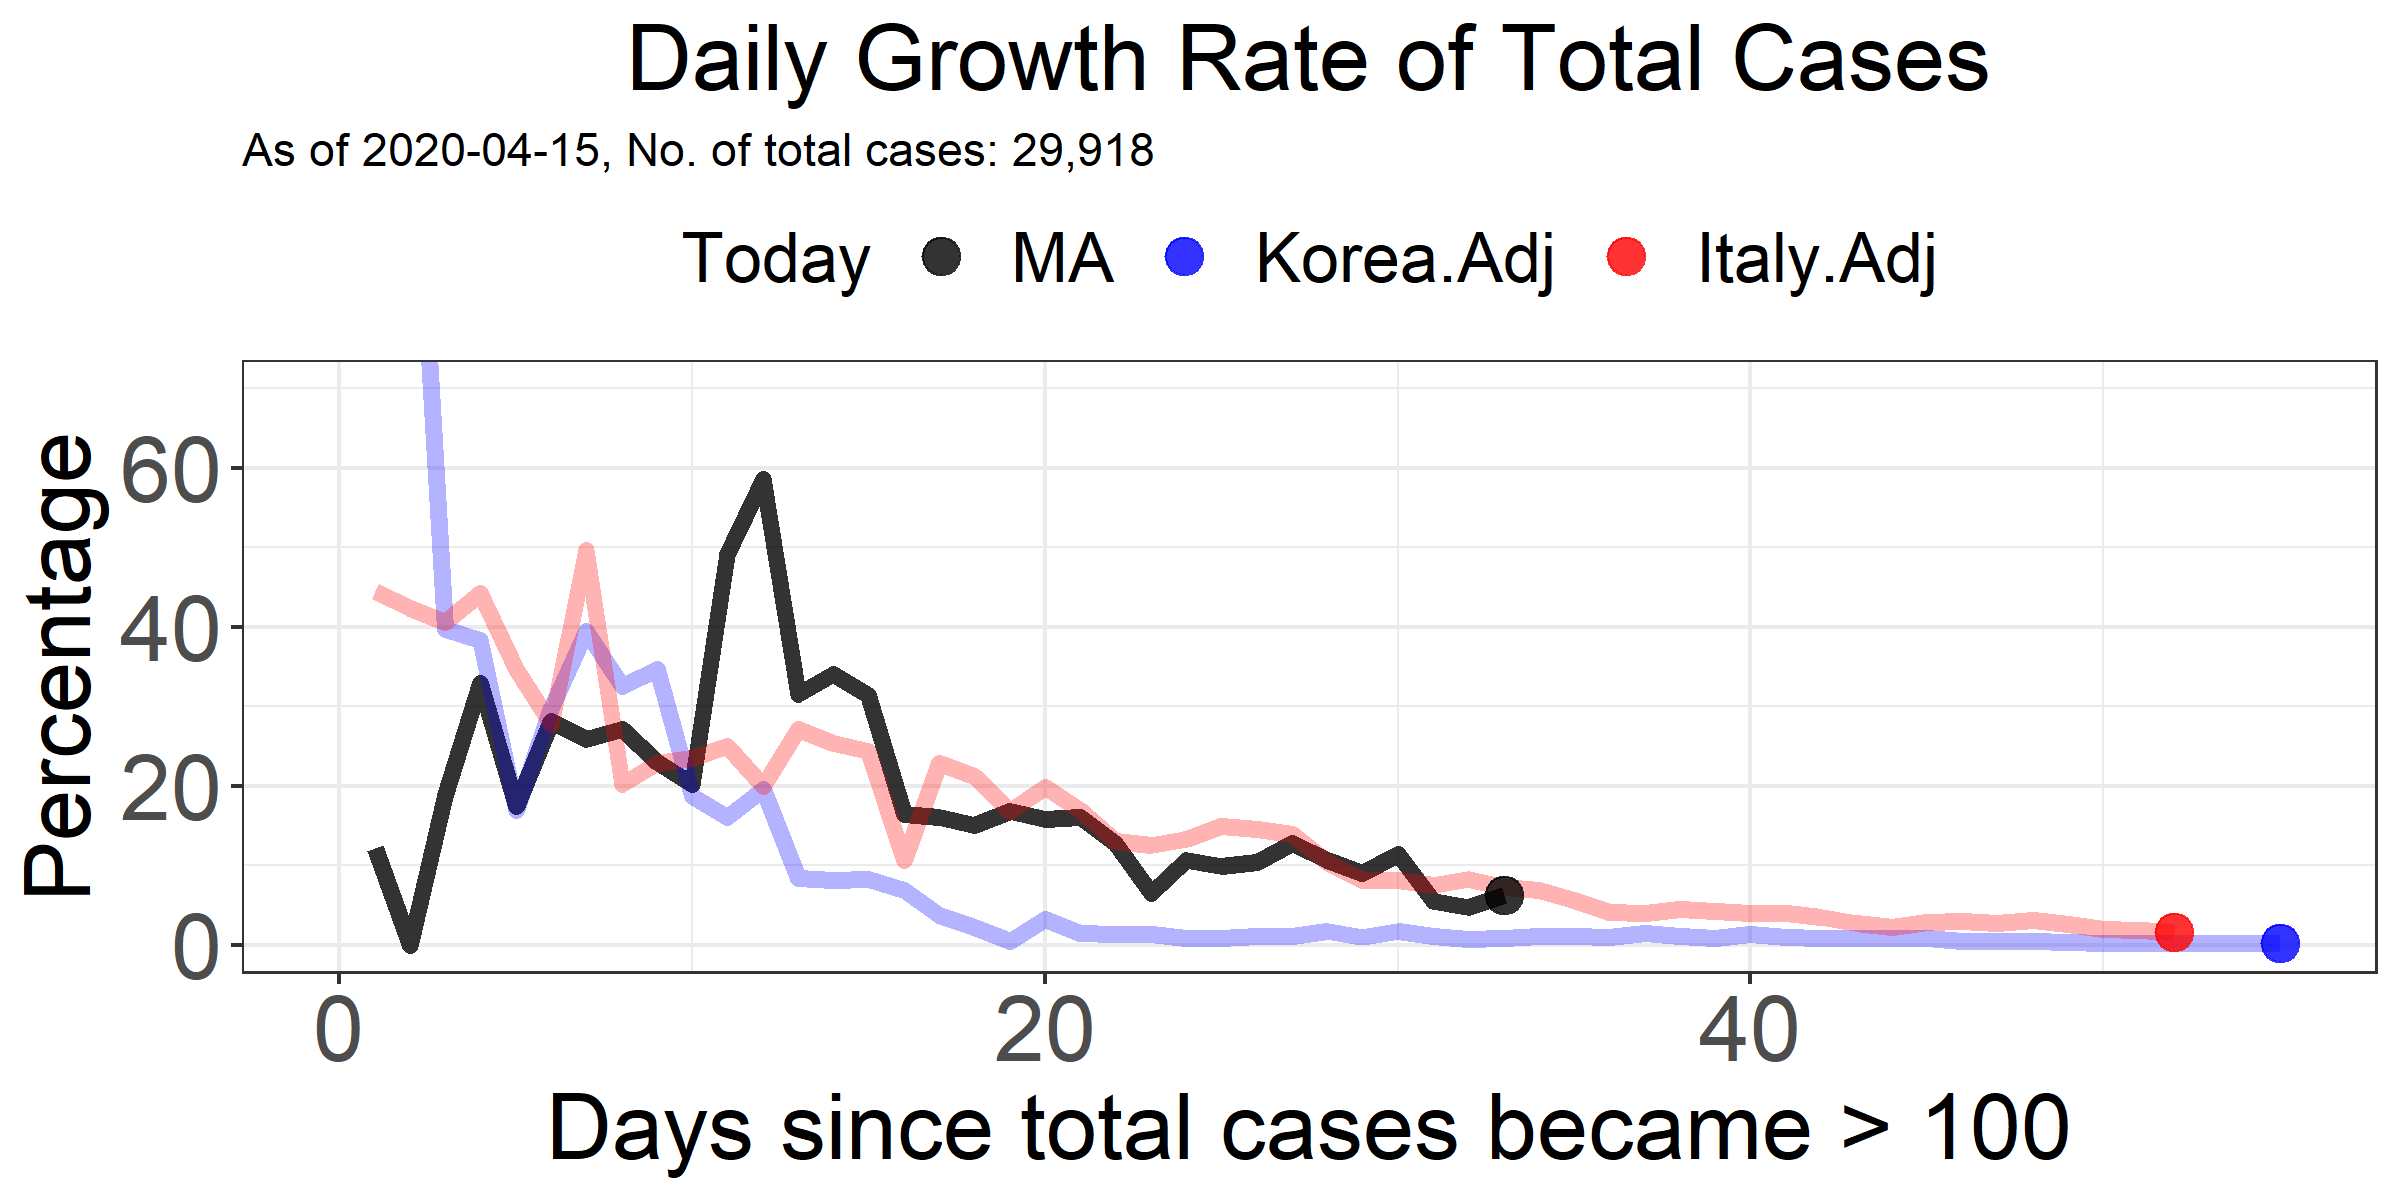 Daily Growth Rate of Total Cases
As of 2020-04-15, No. of total cases: 29,918
Today MA Korea.Adj Italy.Adj
Percentage
60
40
20
0
0 20 40
Days since total cases became > 100